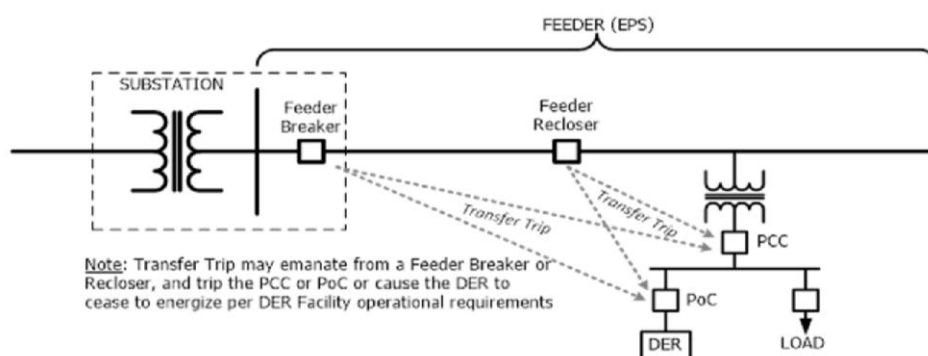 FEEDER (EPS)
SUBSTATION
Feeder
Breaker
Feeder
Recloser
Transfer Trip
Transfer Trip
PCC
Note: Transfer Trip may emanate from a Feeder Breaker or
Recloser, and trip the PCC or PoC or cause the DER to
cease to energize per DER Facility operational requirements
PoC
DER
LOAD